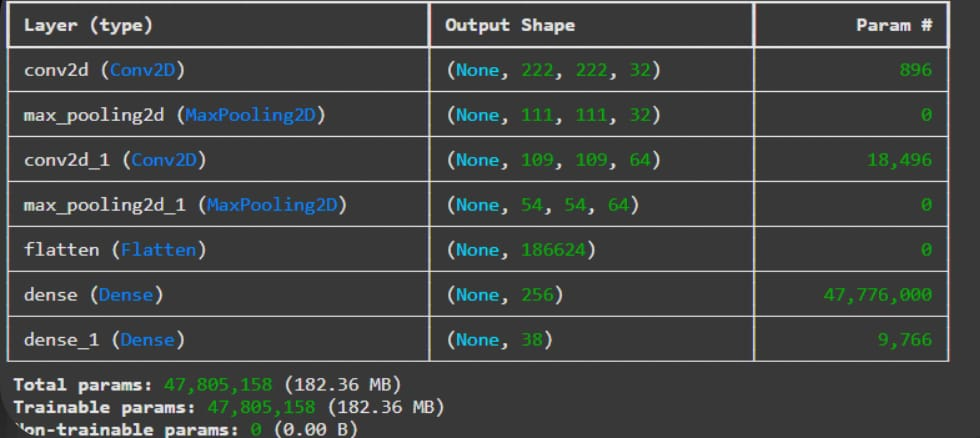 Layer (type) Output Shape Param #
conv2d (Conv2D) (None, 222, 222, 32) 896
max_pooling2d (MaxPooling2D) (None, 111, 111, 32) 0
conv2d_1 (Conv2D) (None, 109, 109, 64) 18,496
max_pooling2d_1 (MaxPooling2D) (None, 54, 54, 64) 0
flatten (Flatten) (None, 186624) 0
dense (Dense) (None, 256) 47,776,000
dense_1 (Dense) (None, 38) 9,766
Total params: 47,805,158 (182.36 MB)
Trainable params: 47,805,158 (182.36 MB)
Non-trainable params: 0 (0.00 B)